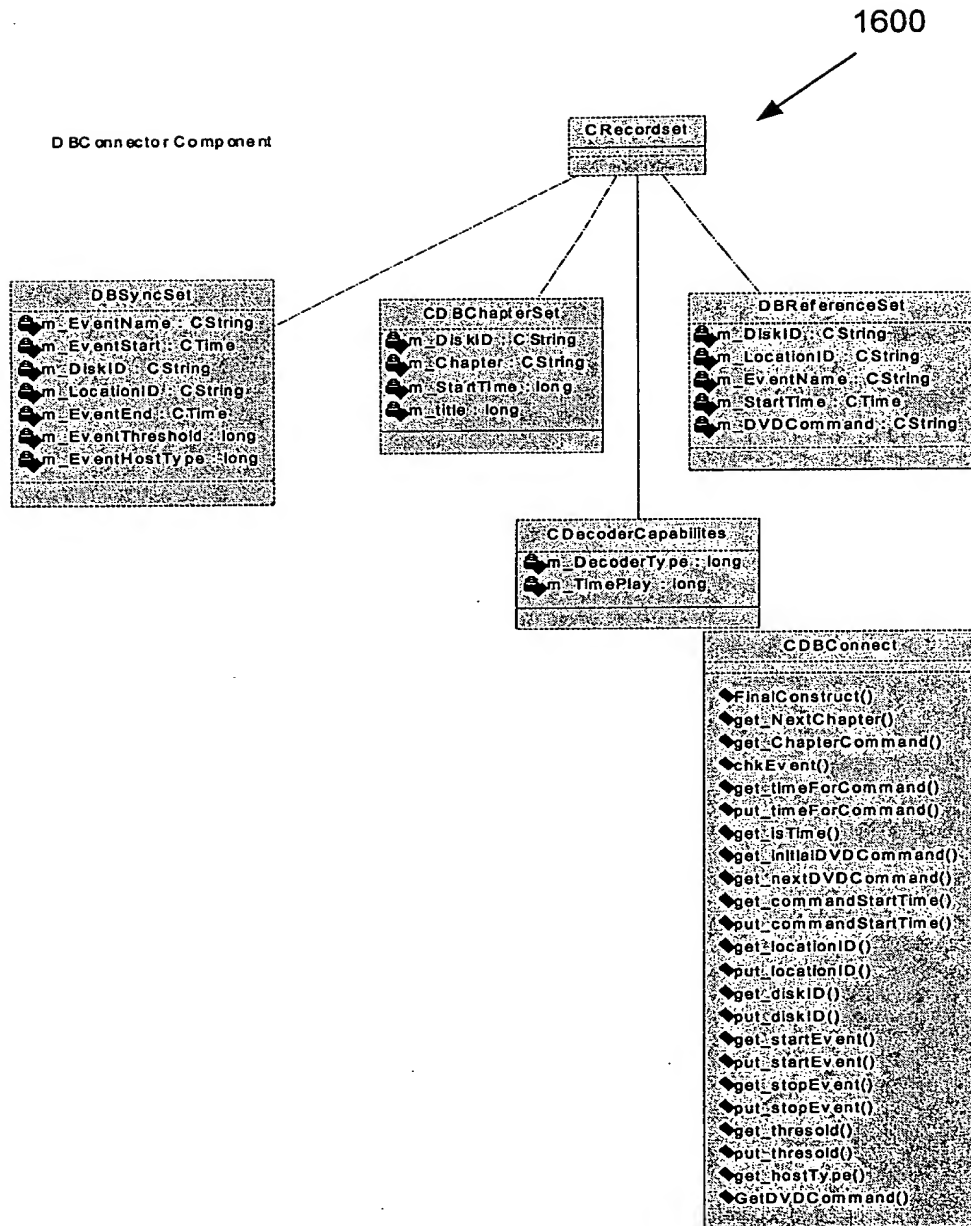 1600
DBConnector Component
CRecordset
DBSyncSet
m_EventName : CString
m_EventStart : CTime
m_DiskID : CString
m_LocationID : CString
m_EventEnd : CTime
m_EventThreshold : long
m_EventHostType : long
CDBChapterSet
m_DiskID : CString
m_Chapter : CString
m_StartTime : long
m_title : long
DBReferenceSet
m_DiskID : CString
m_LocationID : CString
m_EventName : CString
m_StartTime : CTime
m_DVDCommand : CString
CDecoderCapabilites
m_DecoderType : long
m_TimePlay : long
CDBConnect
FinalConstruct()
get_NextChapter()
get_ChapterCommand()
chkEvent()
get_timeForCommand()
put_timeForCommand()
get_isTime()
get_initialDVDCommand()
get_nextDVDCommand()
get_commandStartTime()
put_commandStartTime()
get_locationID()
put_locationID()
get_diskID()
put_diskID()
get_startEvent()
put_startEvent()
get_stopEvent()
put_stopEvent()
get_thresold()
put_thresold()
get_hostType()
GetDVDCommand()